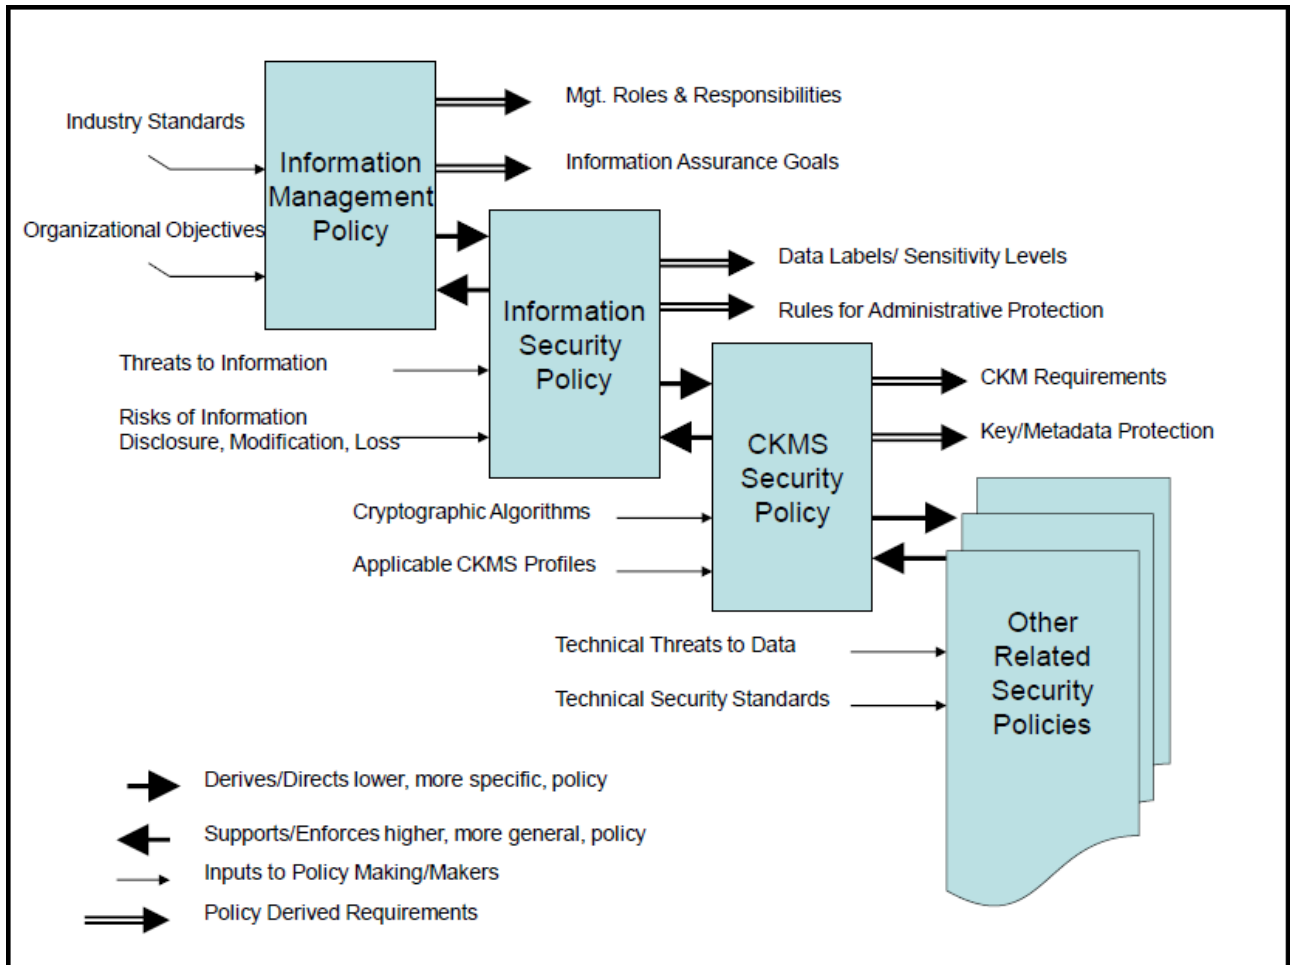 Mgt. Roles & Responsibilities
Industry Standards
Information Assurance Goals
Information
Management
Policy
Organizational Objectives
Data Labels/ Sensitivity Levels
Rules for Administrative Protection
Information
Security
Policy
Threats to Information
Risks of Information
Disclosure, Modification, Loss
CKM Requirements
Key/Metadata Protection
CKMS
Security
Policy
Cryptographic Algorithms
Applicable CKMS Profiles
Other
Related
Security
Policies
Technical Threats to Data
Technical Security Standards
Derives/Directs lower, more specific, policy
Supports/Enforces higher, more general, policy
Inputs to Policy Making/Makers
Policy Derived Requirements